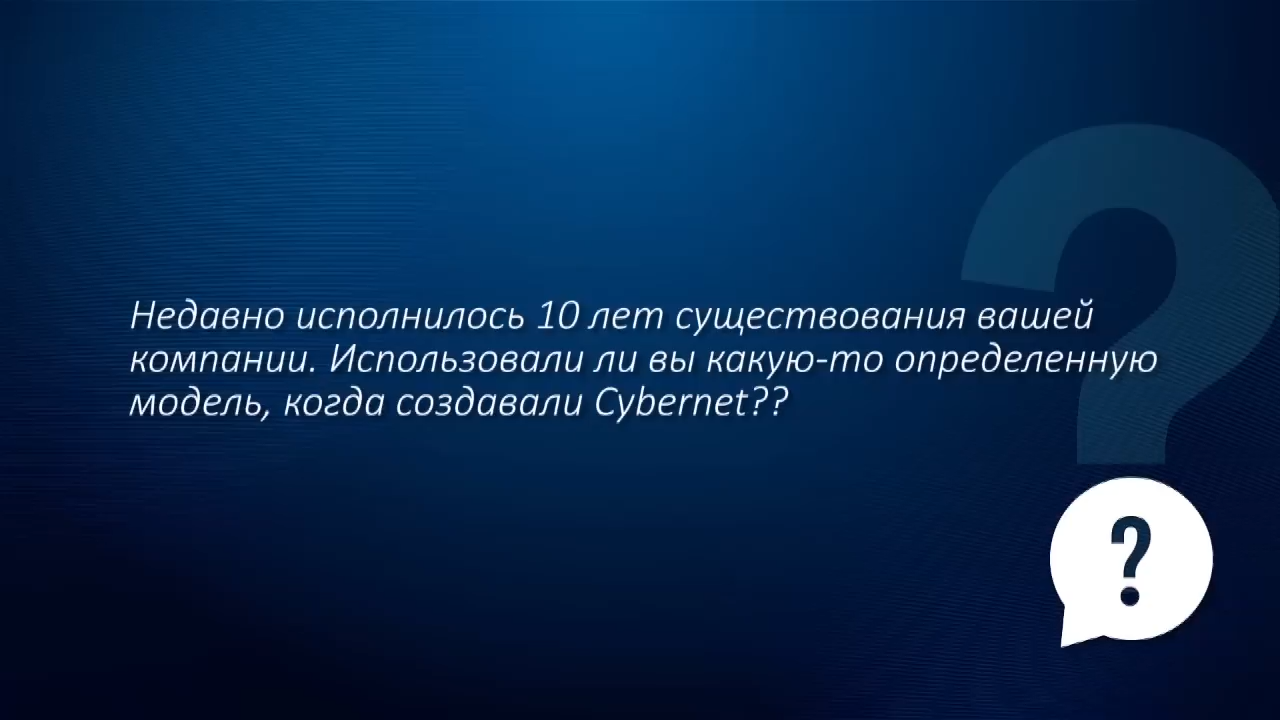 Недавно исполнилось 10 лет существования вашей
компании. Использовали ли вы какую-то определенную
модель, когда создавали Cybernet??
?
?